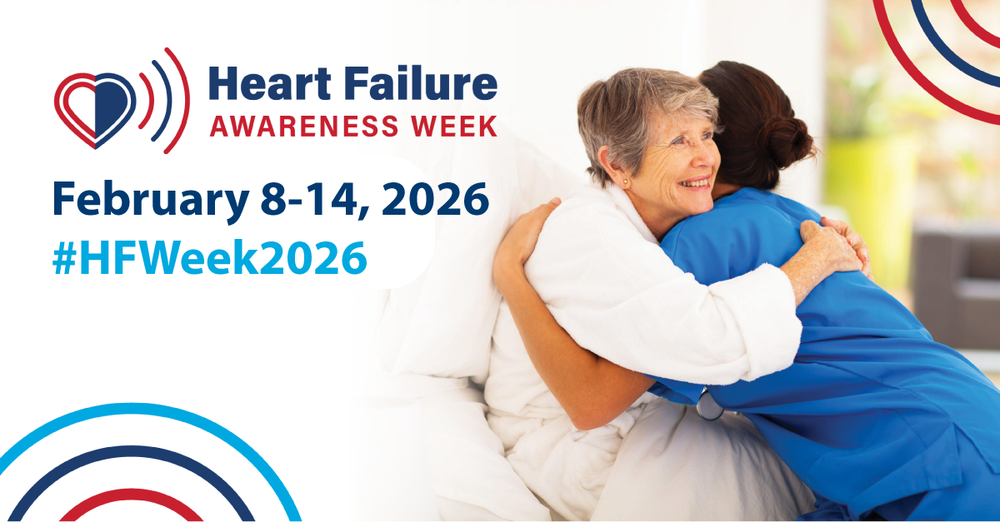 Heart Failure
AWARENESS WEEK
February 8-14, 2026
#HFWeek2026